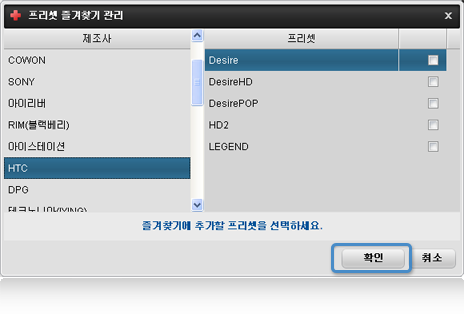 프리셋 즐겨찾기 관리
제조사 프리셋
COWON Desire
SONY DesireHD
아이리버 DesirePOP
RIM(블랙베리) HD2
아이스테이션 LEGEND
HTC
DPG
즐겨찾기에 추가할 프리셋을 선택하세요.
확인 취소